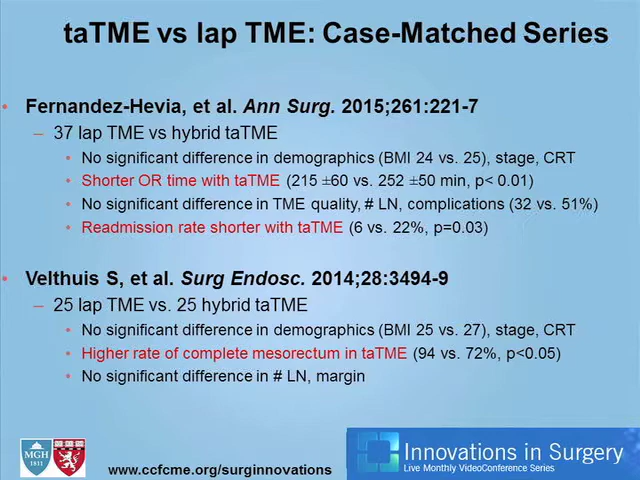 taTME vs lap TME: Case-Matched Series
• Fernandez-Hevia, et al. Ann Surg. 2015;261:221-7
– 37 lap TME vs hybrid taTME
• No significant difference in demographics (BMI 24 vs. 25), stage, CRT
• Shorter OR time with taTME (215 ±60 vs. 252 ±50 min, p< 0.01)
• No significant difference in TME quality, # LN, complications (32 vs. 51%)
• Readmission rate shorter with taTME (6 vs. 22%, p=0.03)
• Velthuis S, et al. Surg Endosc. 2014;28:3494-9
– 25 lap TME vs. 25 hybrid taTME
• No significant difference in demographics (BMI 25 vs. 27), stage, CRT
• Higher rate of complete mesorectum in taTME (94 vs. 72%, p<0.05)
• No significant difference in # LN, margin
MGH
1811
www.ccfcme.org/surginnovations
Innovations in Surgery
Live Monthly VideoConference Series